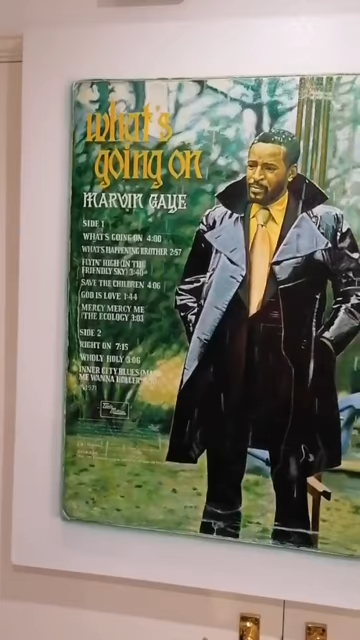 what's
going on
MARVIN GAYE
SIDE 1
WHAT'S GOING ON 4:00
WHAT'S HAPPENING BROTHER 2:57
FLYIN' HIGH (IN THE
FRIENDLY SKY) 3:40
SAVE THE CHILDREN 4:06
GOD IS LOVE 1:44
MERCY MERCY ME
THE ECOLOGY 3:03
SIDE 2
RIGHT ON 7:15
WHOLY HOLY 3:06
INNER CITY BLUES (MAKE
ME WANNA HOLLER)